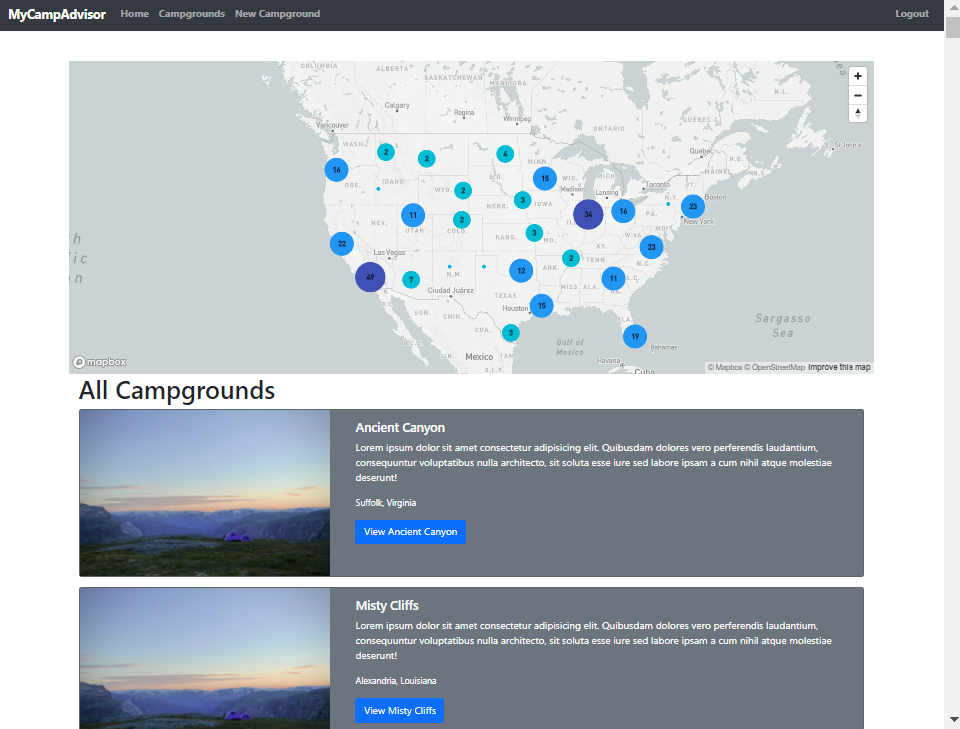 MyCampAdvisor Home Campgrounds New Campground Logout
COLUMBIA
ALBERTA
SASKATCHEWAN
MANITOBA
N.L.
Calgary
Regina
Winnipeg
ONTARIO
QUÉBEC
Vancouver
WASH.
Quebec
N.B.
St. John's
2 2 4
MINN.
MAINE
16 IDAHO S.D. 15 WIS. MICH.
Toronto
VT.
ORE.
WYO. 2
Madison Lansing
N.Y.
Boston
NEBR. 3 IOWA
23
11 2 34 16 PA.
New York
NEV. UTAH COLO.
KANS. 3 MO.
W.VA. MD.
22 KY. VA. 23
Las Vegas
2 TENN. N.C.
49 7 N.M. 12 ARK. 11 S.C.
Ciudad Juárez
MISS. ALA.
TEXAS
Houston 15
SON.
CHIH.
COA. 3
FLA.
19
Sargasso
Sea
Gulf of
Mexico
Bahamas
Mexico TAM
Havana
Cuba
S.L.P.
mapbox
© Mapbox © OpenStreetMap Improve this map
All Campgrounds
Ancient Canyon
Lorem ipsum dolor sit amet consectetur adipisicing elit. Quibusdam dolores vero perferendis laudantium,
consequuntur voluptatibus nulla architecto, sit soluta esse iure sed labore ipsam a cum nihil atque molestiae
deserunt!
Suffolk, Virginia
View Ancient Canyon
Misty Cliffs
Lorem ipsum dolor sit amet consectetur adipisicing elit. Quibusdam dolores vero perferendis laudantium,
consequuntur voluptatibus nulla architecto, sit soluta esse iure sed labore ipsam a cum nihil atque molestiae
deserunt!
Alexandria, Louisiana
View Misty Cliffs